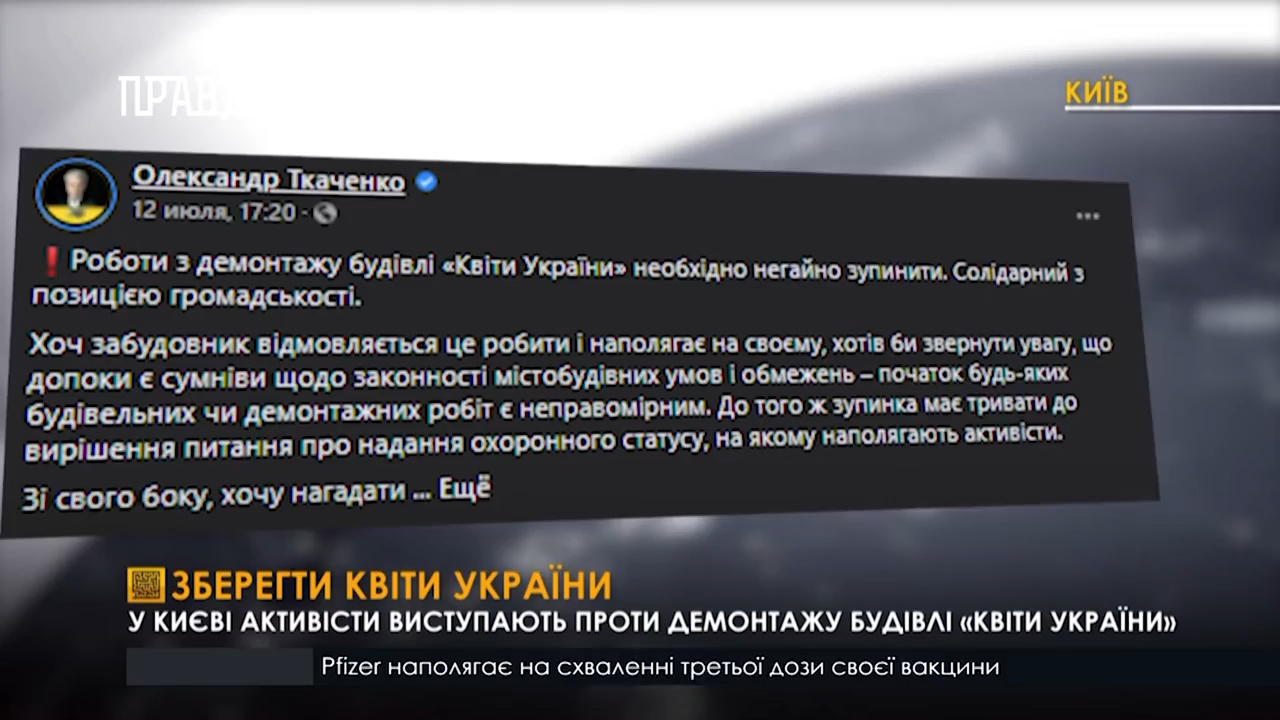 КИЇВ
Олександр Ткаченко
12 июля, 17:20 ·
❗Роботи з демонтажу будівлі «Квіти України» необхідно негайно зупинити. Солідарний з
позицією громадськості.
Хоч забудовник відмовляється це робити і наполягає на своєму, хотів би звернути увагу, що
допоки є сумніви щодо законності містобудівних умов і обмежень – початок будь-яких
будівельних чи демонтажних робіт є неправомірним. До того ж зупинка має тривати до
вирішення питання про надання охоронного статусу, на якому наполягають активісти.
Зі свого боку, хочу нагадати ... Ещё
ЗБЕРЕГТИ КВІТИ УКРАЇНИ
У КИЄВІ АКТИВІСТИ ВИСТУПАЮТЬ ПРОТИ ДЕМОНТАЖУ БУДІВЛІ «КВІТИ УКРАЇНИ»
Pfizer наполягає на схваленні третьої дози своєї вакцини